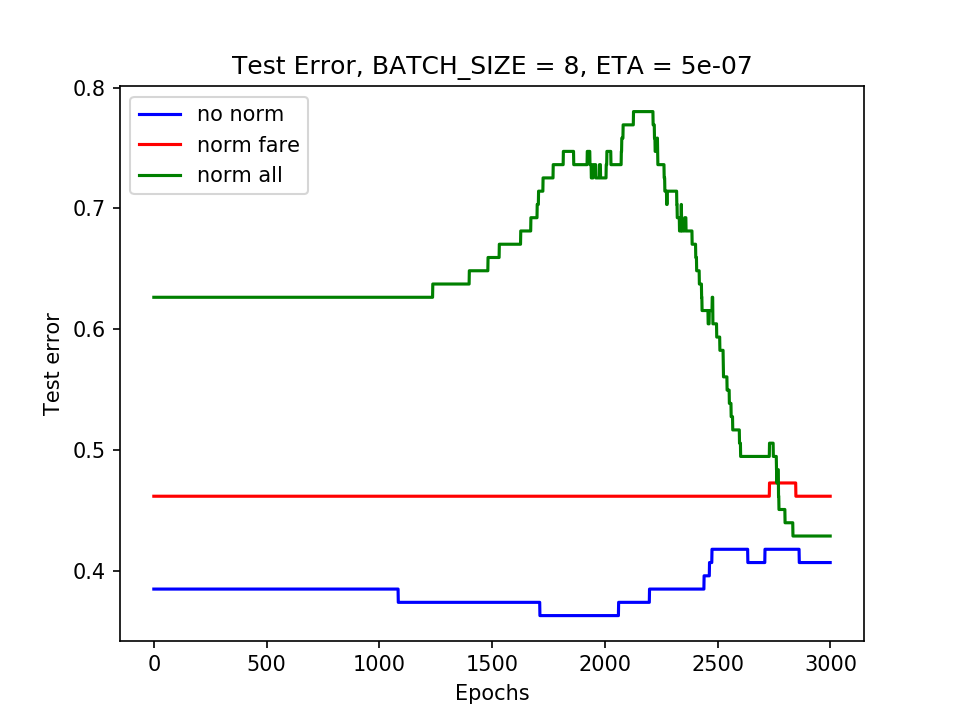 Test Error, BATCH_SIZE = 8, ETA = 5e-07
no norm
norm fare
norm all
0.8
0.7
0.6
0.5
0.4
Test error
0
500
1000
1500
2000
2500
3000
Epochs